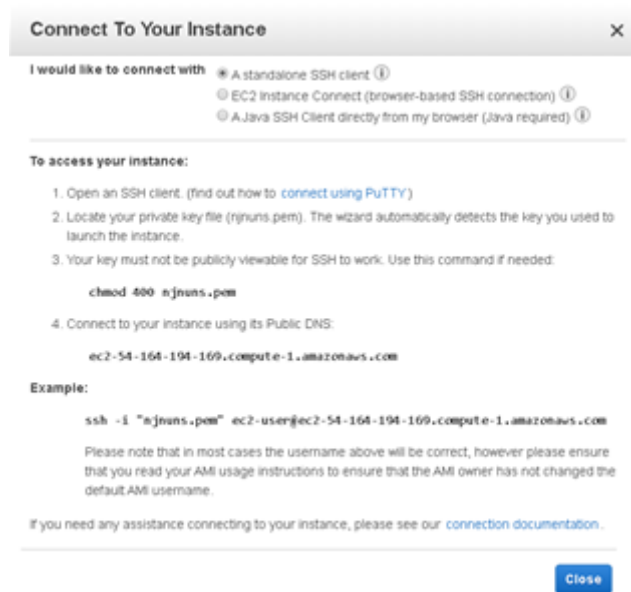 Connect To Your Instance
I would like to connect with
A standalone SSH client
EC2 Instance Connect (browser-based SSH connection)
A Java SSH Client directly from my browser (Java required)
To access your instance:
1. Open an SSH client. (find out how to connect using PuTTY)
2. Locate your private key file (njnuns.pem). The wizard automatically detects the key you used to
launch the instance.
3. Your key must not be publicly viewable for SSH to work. Use this command if needed:
chmod 400 njnuns.pem
4. Connect to your instance using its Public DNS:
ec2-54-164-194-169.compute-1.amazonaws.com
Example:
ssh -i "njnuns.pem" ec2-user@ec2-54-164-194-169.compute-1.amazonaws.com
Please note that in most cases the username above will be correct, however please ensure
that you read your AMI usage instructions to ensure that the AMI owner has not changed the
default AMI username.
If you need any assistance connecting to your instance, please see our connection documentation.
Close